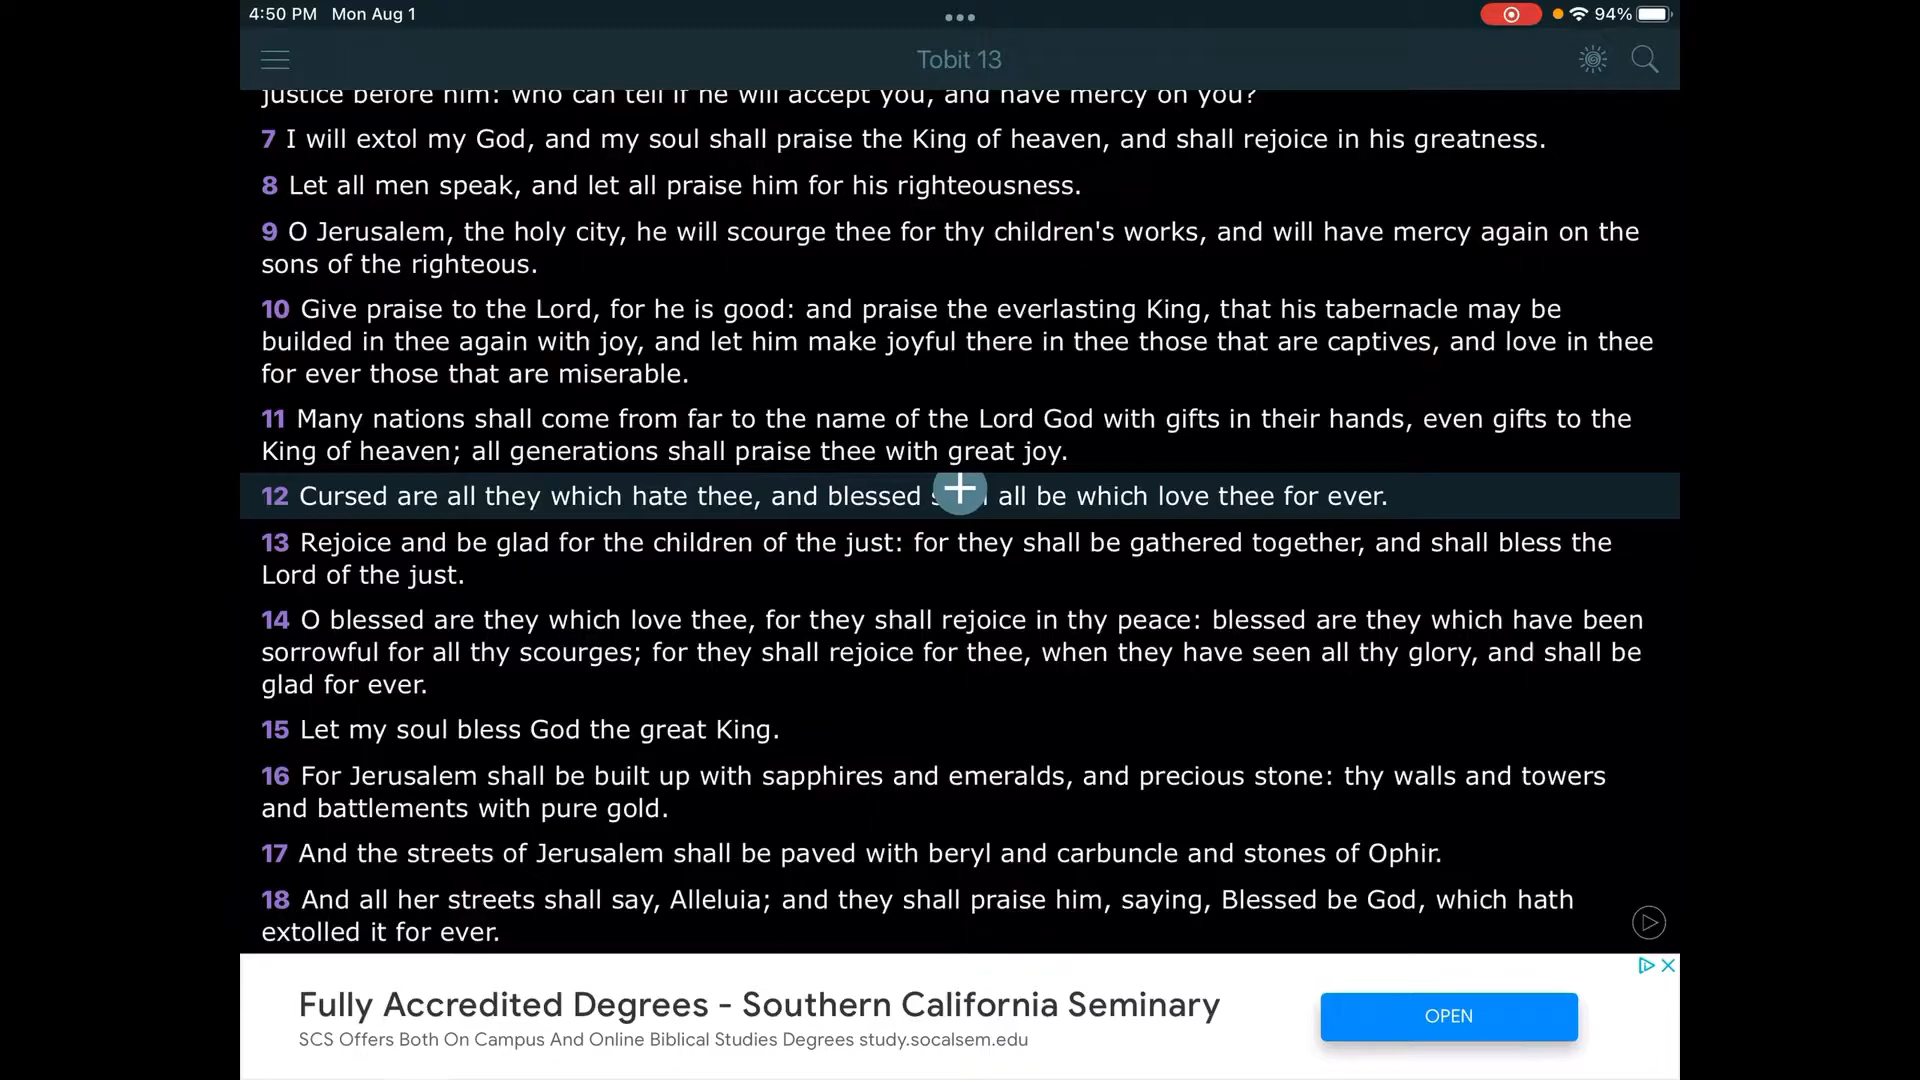 4:50 PM Mon Aug 1
94%
Tobit 13
justice before him: who can tell if he will accept you, and have mercy on you?
7 I will extol my God, and my soul shall praise the King of heaven, and shall rejoice in his greatness.
8 Let all men speak, and let all praise him for his righteousness.
9 O Jerusalem, the holy city, he will scourge thee for thy children's works, and will have mercy again on the
sons of the righteous.
10 Give praise to the Lord, for he is good: and praise the everlasting King, that his tabernacle may be
builded in thee again with joy, and let him make joyful there in thee those that are captives, and love in thee
for ever those that are miserable.
11 Many nations shall come from far to the name of the Lord God with gifts in their hands, even gifts to the
King of heaven; all generations shall praise thee with great joy.
12 Cursed are all they which hate thee, and blessed all be which love thee for ever.
13 Rejoice and be glad for the children of the just: for they shall be gathered together, and shall bless the
Lord of the just.
14 O blessed are they which love thee, for they shall rejoice in thy peace: blessed are they which have been
sorrowful for all thy scourges; for they shall rejoice for thee, when they have seen all thy glory, and shall be
glad for ever.
15 Let my soul bless God the great King.
16 For Jerusalem shall be built up with sapphires and emeralds, and precious stone: thy walls and towers
and battlements with pure gold.
17 And the streets of Jerusalem shall be paved with beryl and carbuncle and stones of Ophir.
18 And all her streets shall say, Alleluia; and they shall praise him, saying, Blessed be God, which hath
extolled it for ever.
Fully Accredited Degrees - Southern California Seminary
SCS Offers Both On Campus And Online Biblical Studies Degrees study.socalsem.edu
OPEN